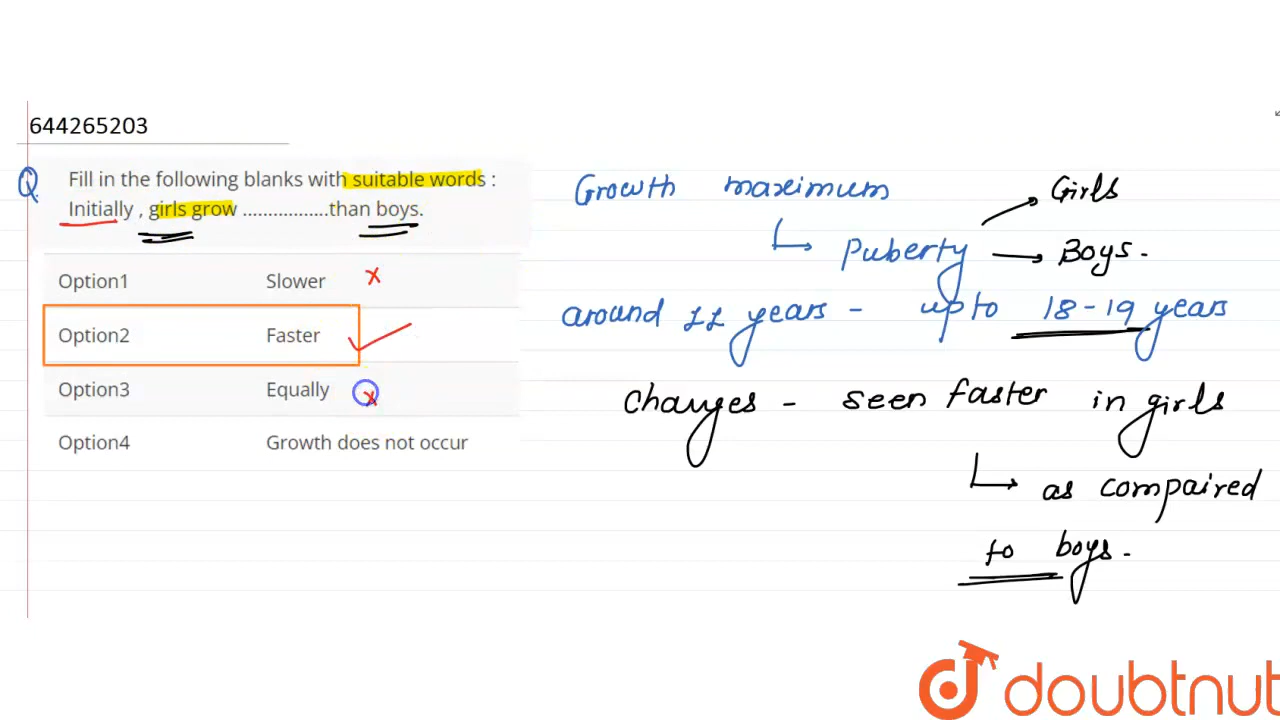 644265203
Q. Fill in the following blanks with suitable words :
Initially , girls grow .................than boys.
Option1 Slower x
Option2 Faster
Option3 Equally x
Option4 Growth does not occur
Growth maximum
Puberty
Girls
Boys.
around 11 years - upto 18-19 years
changes - seen faster in girls
as compaired
to boys.
doubtnut